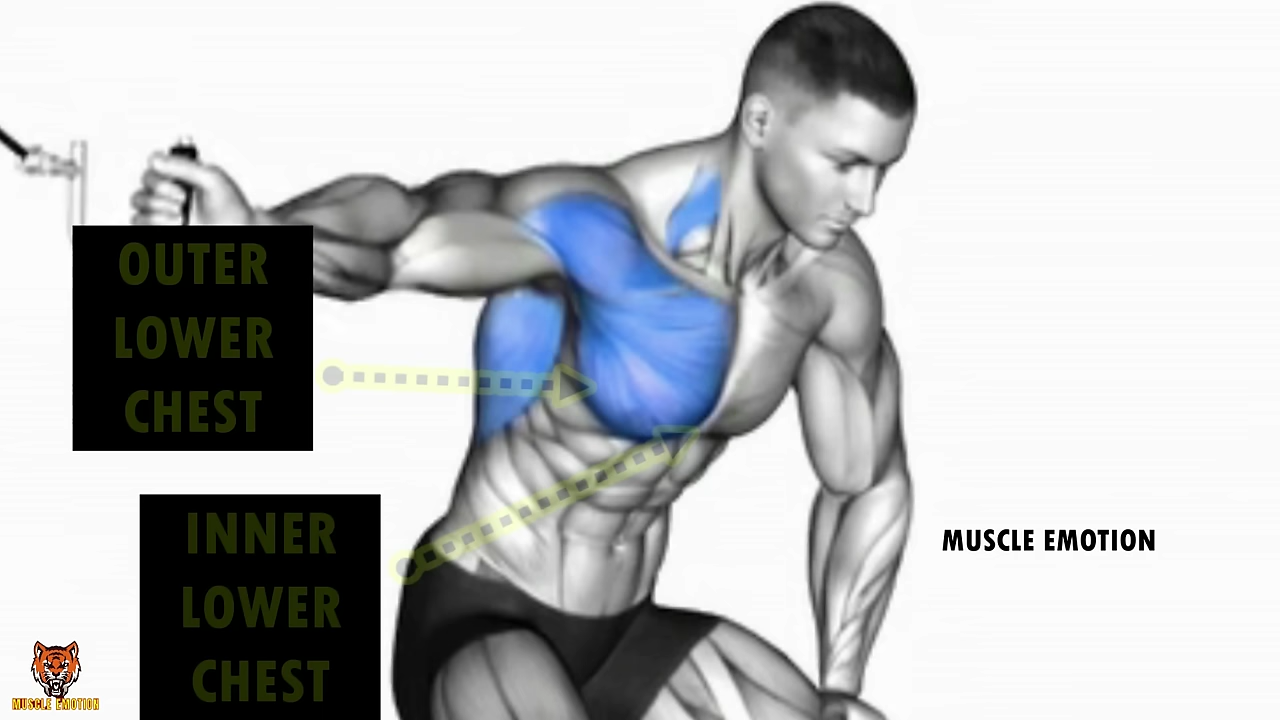 OUTER
LOWER
CHEST
INNER
LOWER
CHEST
MUSCLE EMOTION
MUSCLE EMOTION